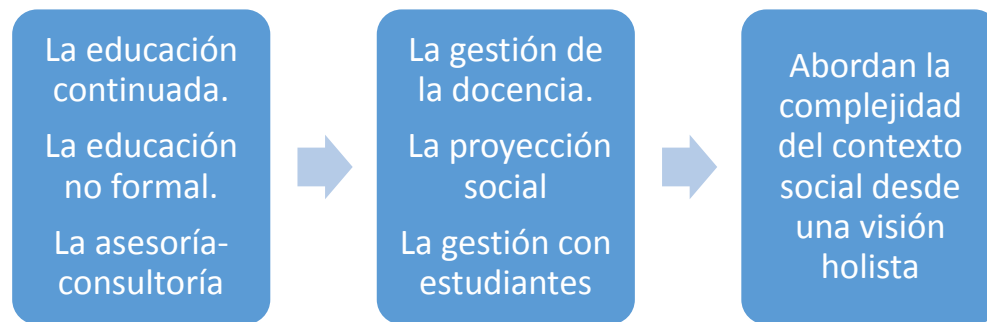 La educación
continuada.
La educación
no formal.
La asesoría-
consultoría
La gestión de
la docencia.
La proyección
social
La gestión con
estudiantes
Abordan la
complejidad
del contexto
social desde
una visión
holista